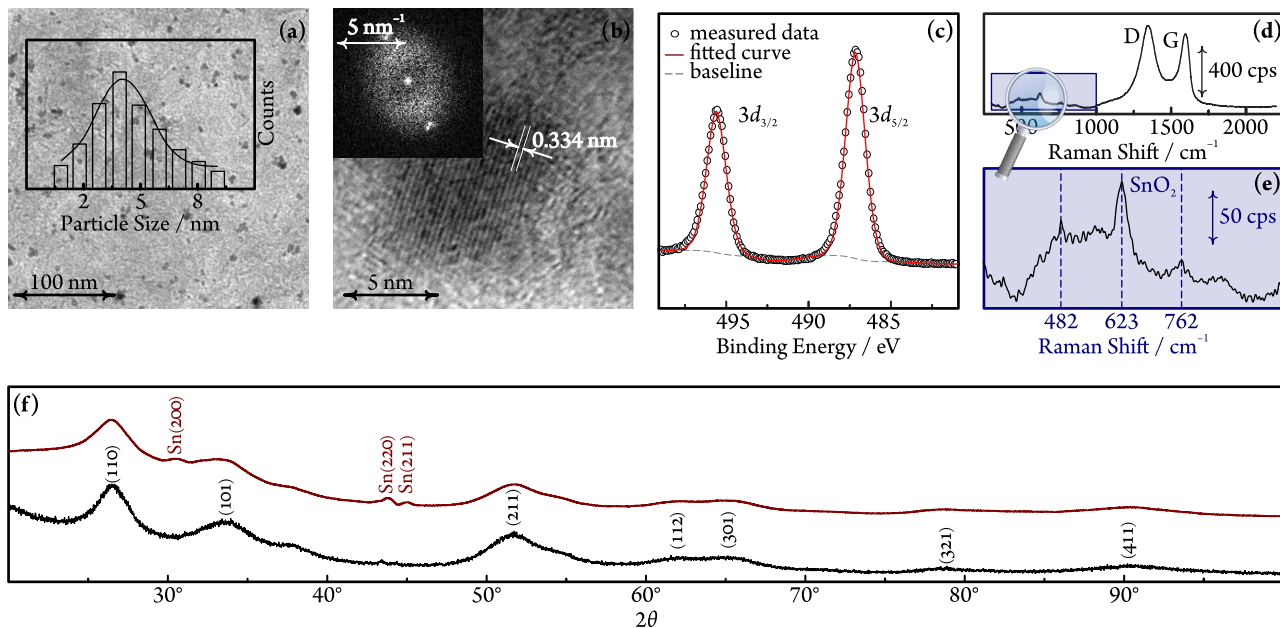 (a)
Counts
2 5 8
Particle Size / nm
100 nm
5 nm⁻¹
(b)
0.334 nm
5 nm
(c)
measured data
fitted curve
baseline
3d₃/₂
3d₅/₂
495 490 485
Binding Energy / eV
(d)
D G
400 cps
500 1000 1500 2000
Raman Shift / cm⁻¹
(e)
SnO₂
50 cps
482 623 762
Raman Shift / cm⁻¹
(f)
(110)
Sn(200)
(101)
Sn(220)
Sn(211)
(211)
(112)
(301)
(321)
(411)
30° 40° 50° 60° 70° 80° 90°
2θ